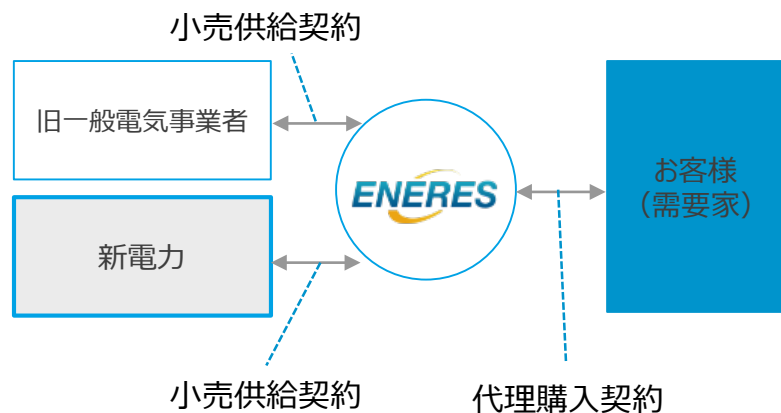 小売供給契約
旧一般電気事業者
ENERES
お客様
（需要家）
新電力
小売供給契約
代理購入契約